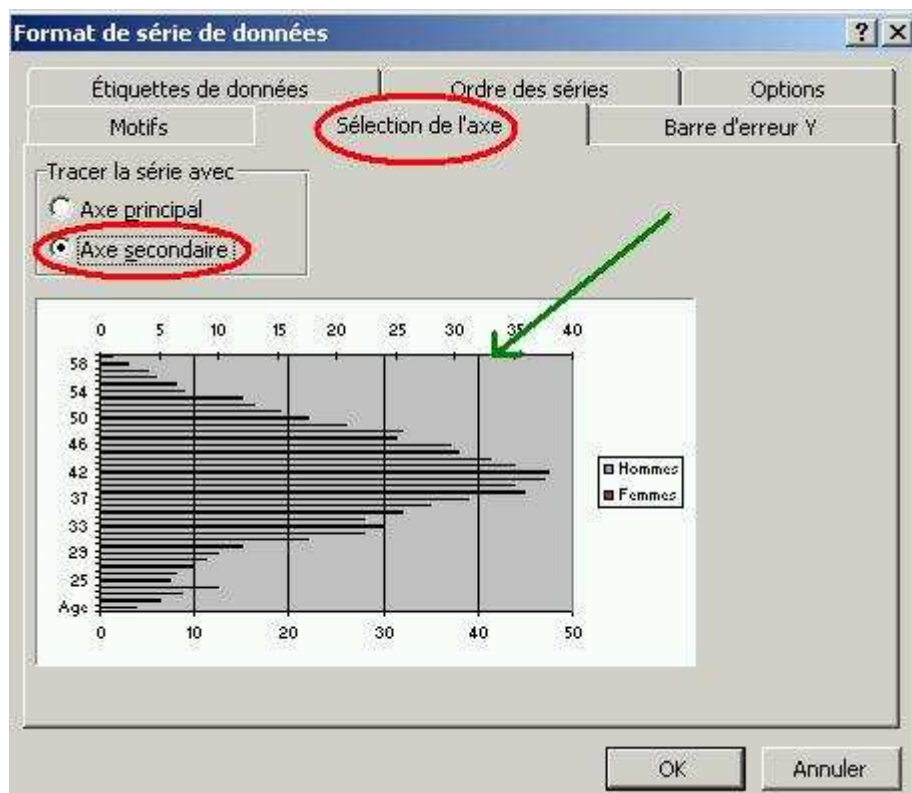 Format de série de données
Étiquettes de données Ordre des séries Options
Motifs Sélection de l'axe Barre d'erreur Y
Tracer la série avec
Axe principal
Axe secondaire
0 5 10 15 20 25 30 35 40
58
54
50
46
42
37
33
29
25
Age
0 10 20 30 40 50
Hommes
Femmes
OK Annuler